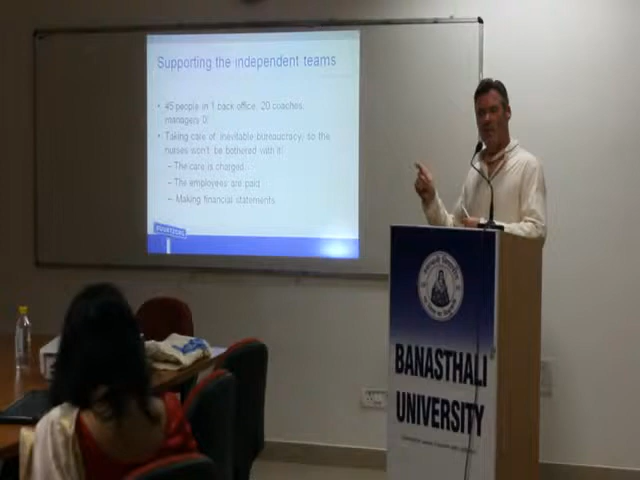 Supporting the independent teams
• 45 people in 1 back office, 20 coaches,
managers 0!
• Taking care of 'inevitable bureaucracy' so the
nurses won't be bothered with it!
– The care is charged
– The employees are paid
– Making financial statements
BANASTHALI
UNIVERSITY